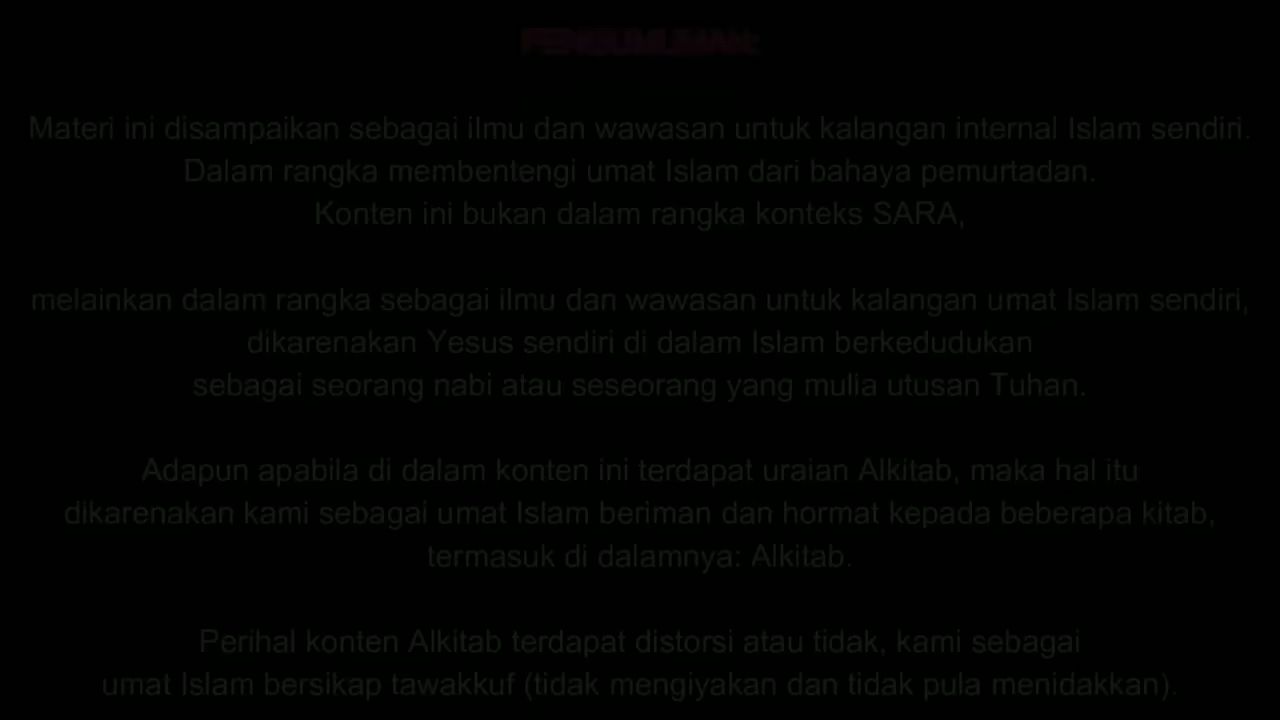 PENGUMUMAN:
Materi ini disampaikan sebagai ilmu dan wawasan untuk kalangan internal Islam sendiri.
Dalam rangka membentengi umat Islam dari bahaya pemurtadan.
Konten ini bukan dalam rangka konteks SARA,
melainkan dalam rangka sebagai ilmu dan wawasan untuk kalangan umat Islam sendiri,
dikarenakan Yesus sendiri di dalam Islam berkedudukan
sebagai seorang nabi atau seseorang yang mulia utusan Tuhan.
Adapun apabila di dalam konten ini terdapat uraian Alkitab, maka hal itu
dikarenakan kami sebagai umat Islam beriman dan hormat kepada beberapa kitab,
termasuk di dalamnya: Alkitab.
Perihal konten Alkitab terdapat distorsi atau tidak, kami sebagai
umat Islam bersikap tawakkuf (tidak mengiyakan dan tidak pula menidakkan).